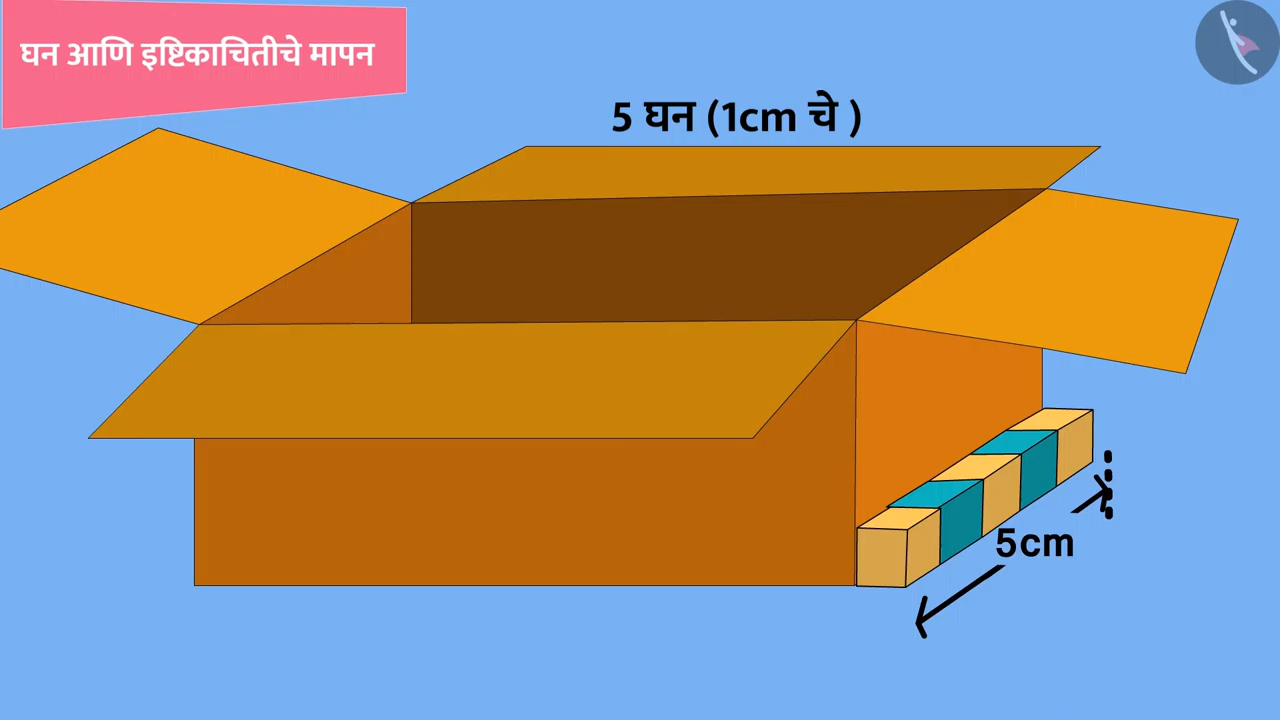 घन आणि इष्टिकाचितीचे मापन
5 घन (1cm चे )
5cm